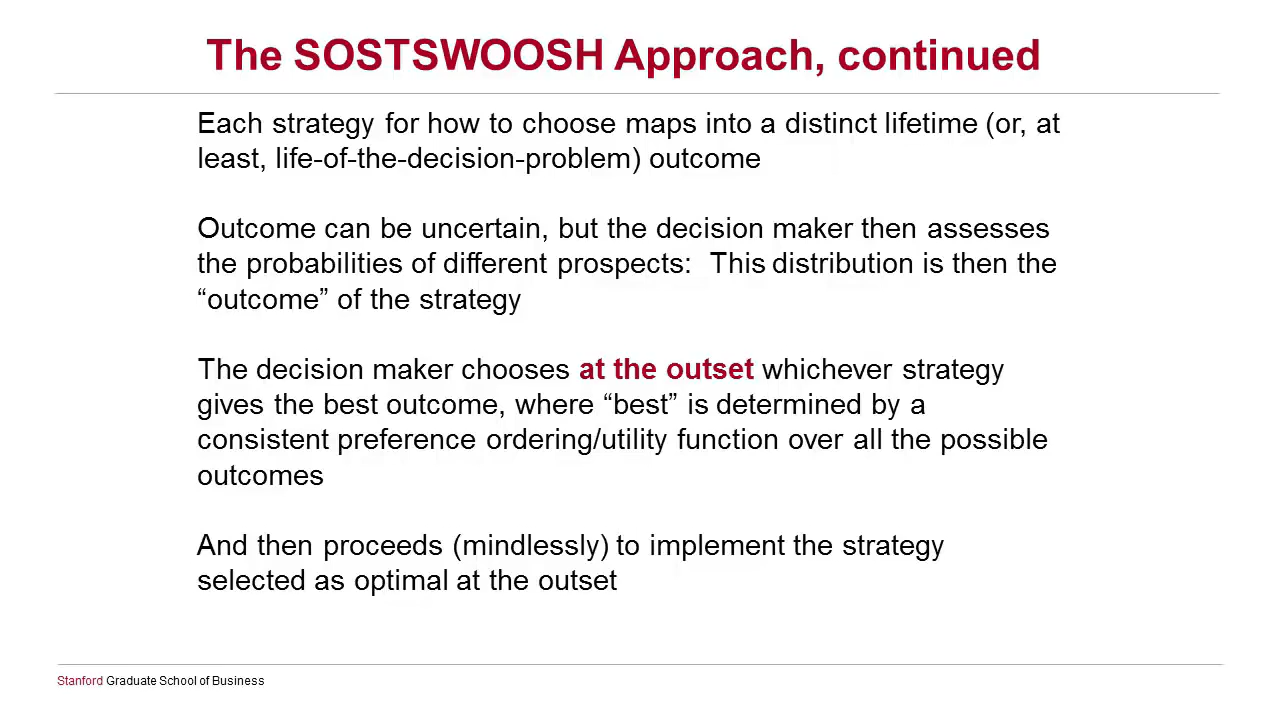 The SOSTSWOOSH Approach, continued
Each strategy for how to choose maps into a distinct lifetime (or, at
least, life-of-the-decision-problem) outcome
Outcome can be uncertain, but the decision maker then assesses
the probabilities of different prospects:  This distribution is then the
“outcome” of the strategy
The decision maker chooses at the outset whichever strategy
gives the best outcome, where “best” is determined by a
consistent preference ordering/utility function over all the possible
outcomes
And then proceeds (mindlessly) to implement the strategy
selected as optimal at the outset
Stanford Graduate School of Business